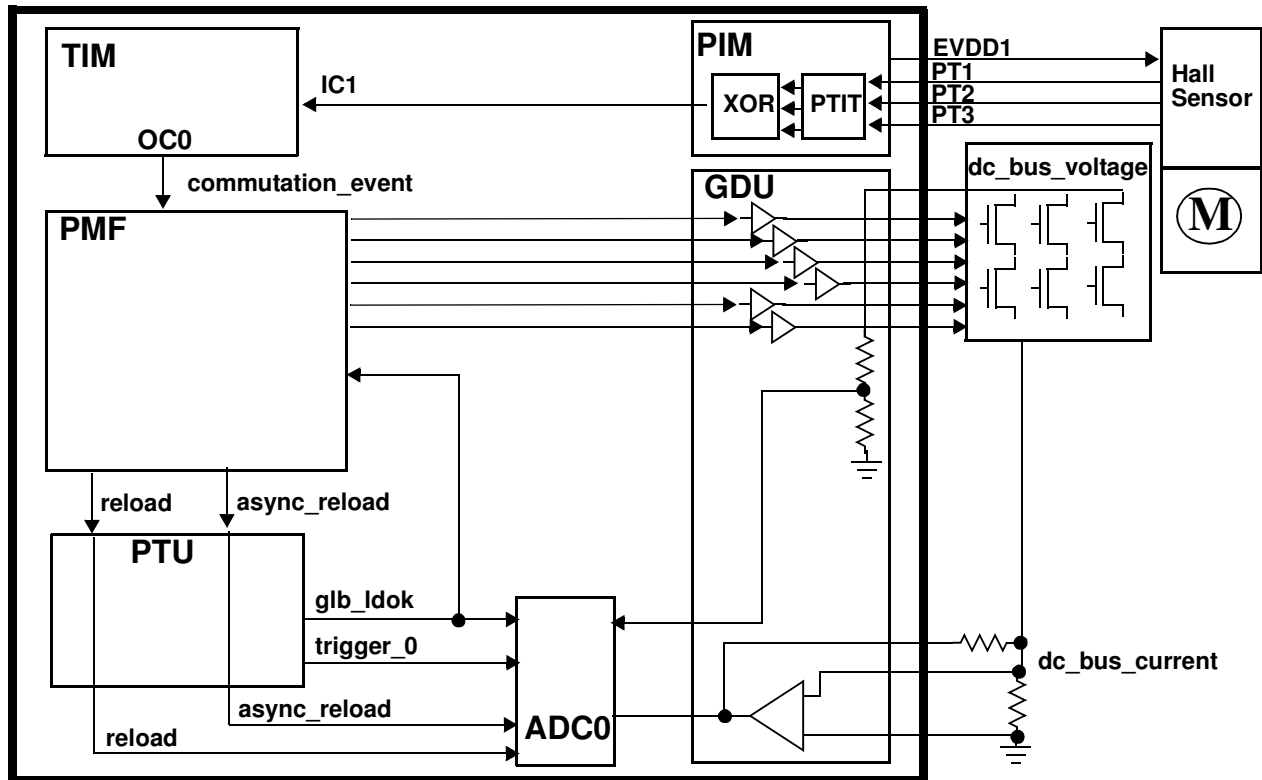 TIM
PIM
EVDD1
IC1
PT1
PT2
PT3
XOR
PTIT
Hall
Sensor
OC0
commutation_event
GDU
dc_bus_voltage
M
PMF
reload
async_reload
PTU
glb_ldok
trigger_0
dc_bus_current
async_reload
ADC0
reload